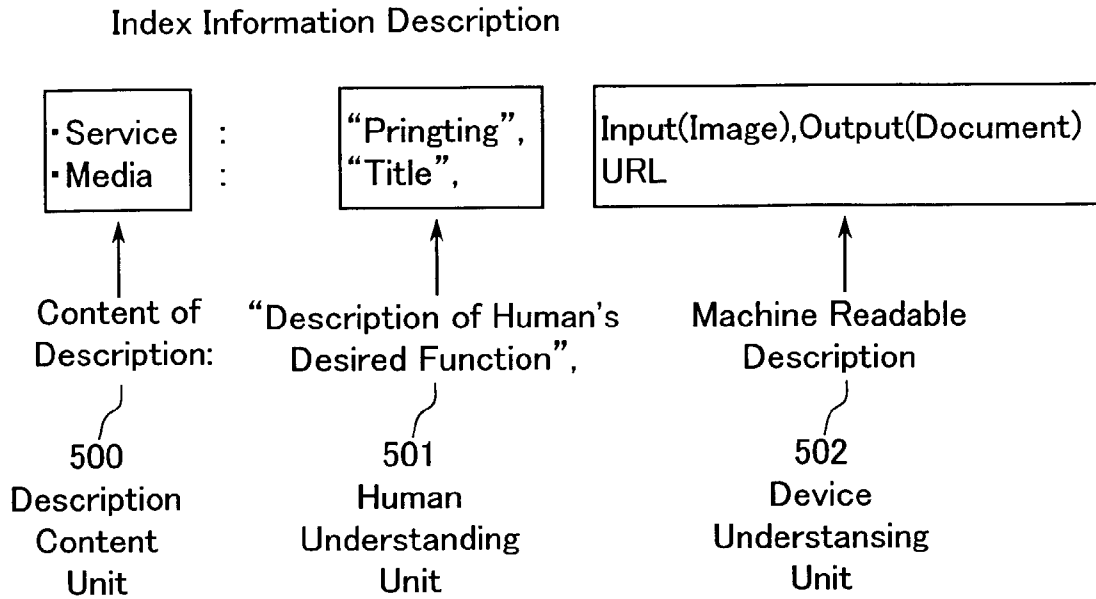 Index Information Description
・Service : “Pringting”, Input(Image),Output(Document)
・Media : “Title”, URL
Content of
Description:
“Description of Human's
Desired Function”,
Machine Readable
Description
500
Description
Content
Unit
501
Human
Understanding
Unit
502
Device
Understansing
Unit